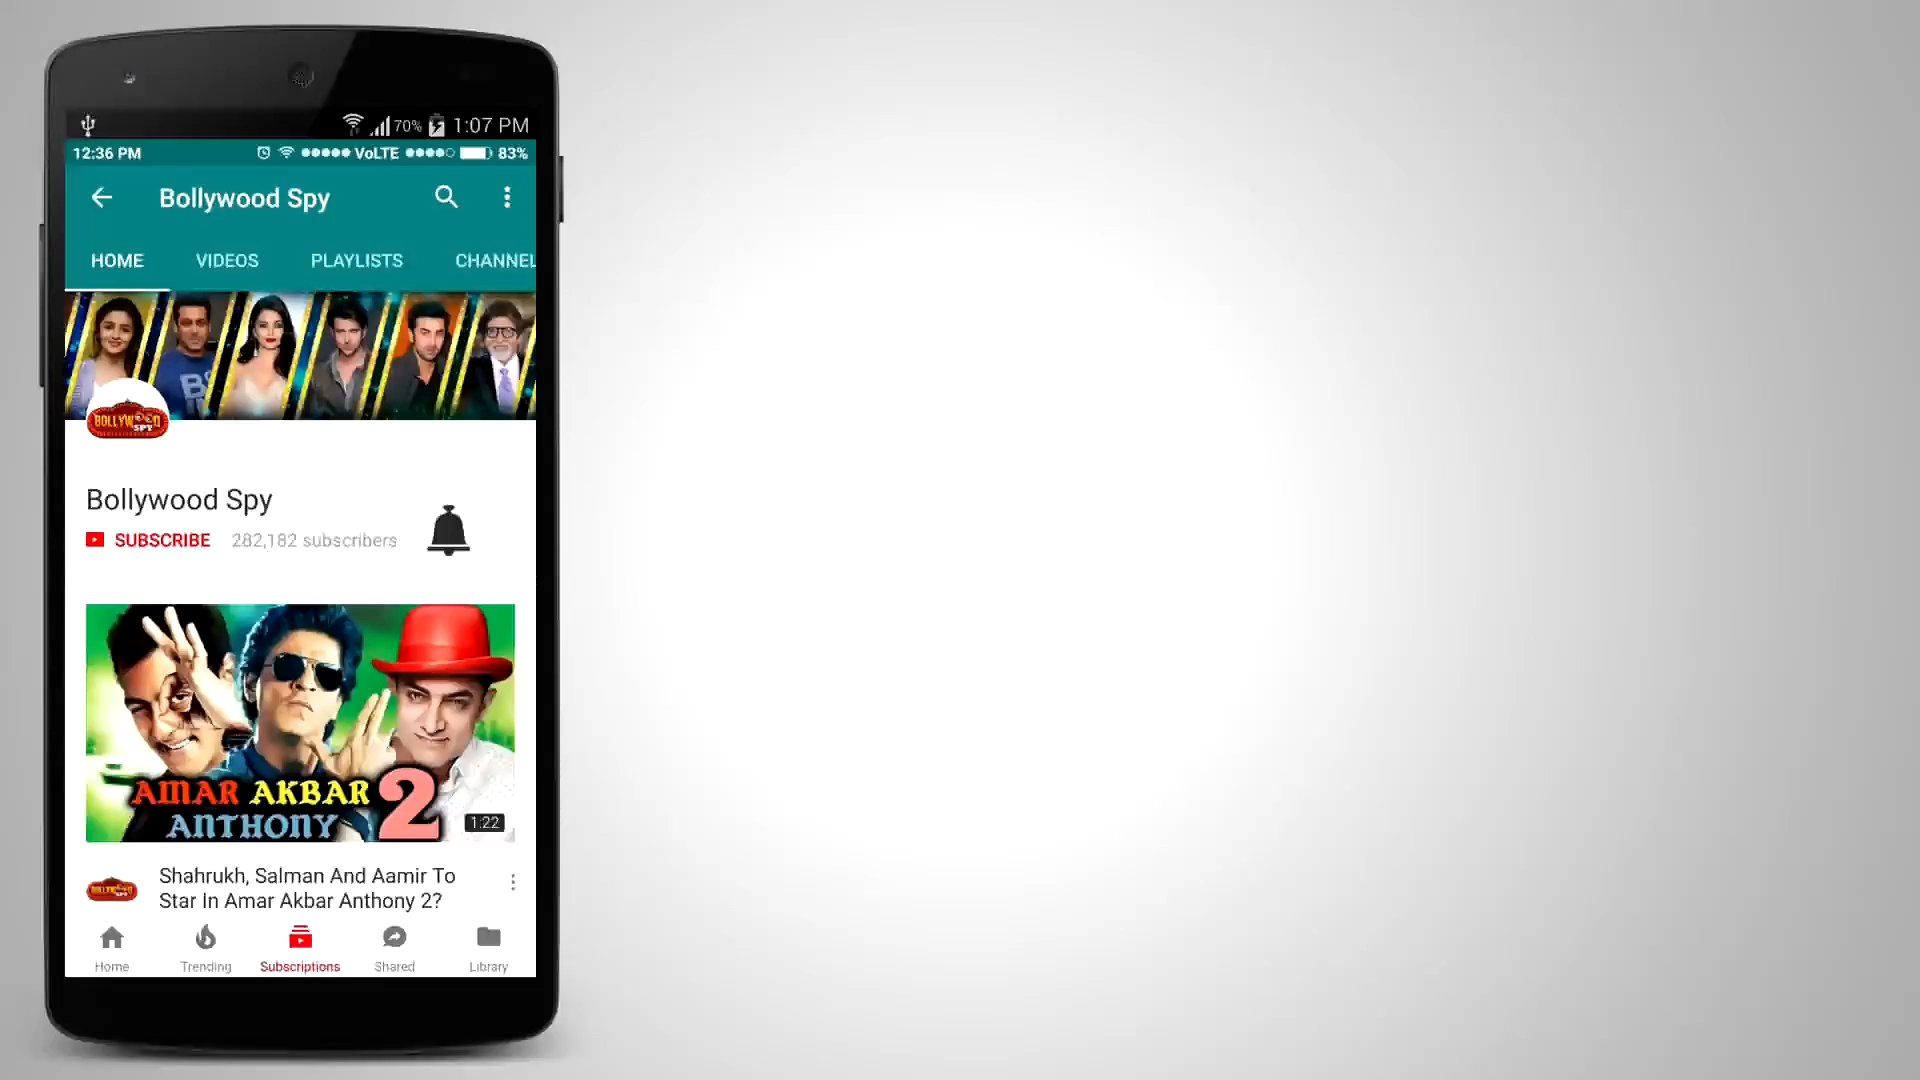 70% 1:07 PM
12:36 PM VoLTE 83%
Bollywood Spy
HOME VIDEOS PLAYLISTS CHANNEL
BOLLYWOOD
SPY
Bollywood Spy
SUBSCRIBE 282,182 subscribers
AMAR AKBAR 2
ANTHONY
1:22
Shahrukh, Salman And Aamir To
Star In Amar Akbar Anthony 2?
Home Trending Subscriptions Shared Library